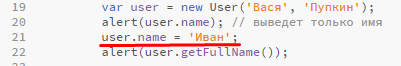 19 var user = new User('Вася', 'Пупкин');
20 alert(user.name); // выведет только имя
21 user.name = 'Иван';
22 alert(user.getFullName());